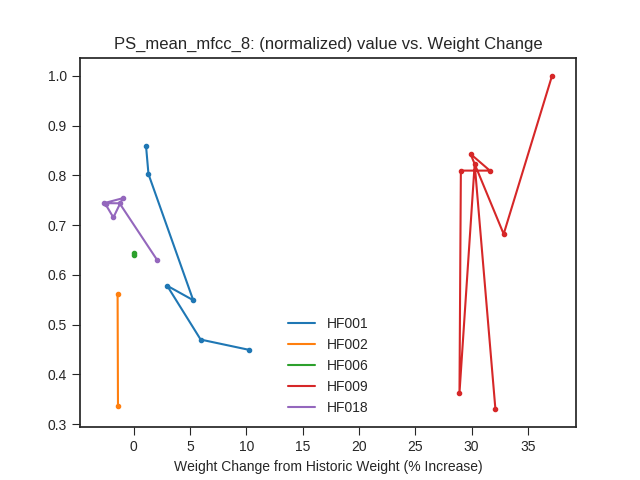 PS_mean_mfcc_8: (normalized) value vs. Weight Change
1.0
0.9
0.8
0.7
0.6
0.5
0.4
0.3
HF001
HF002
HF006
HF009
HF018
0 5 10 15 20 25 30 35
Weight Change from Historic Weight (% Increase)